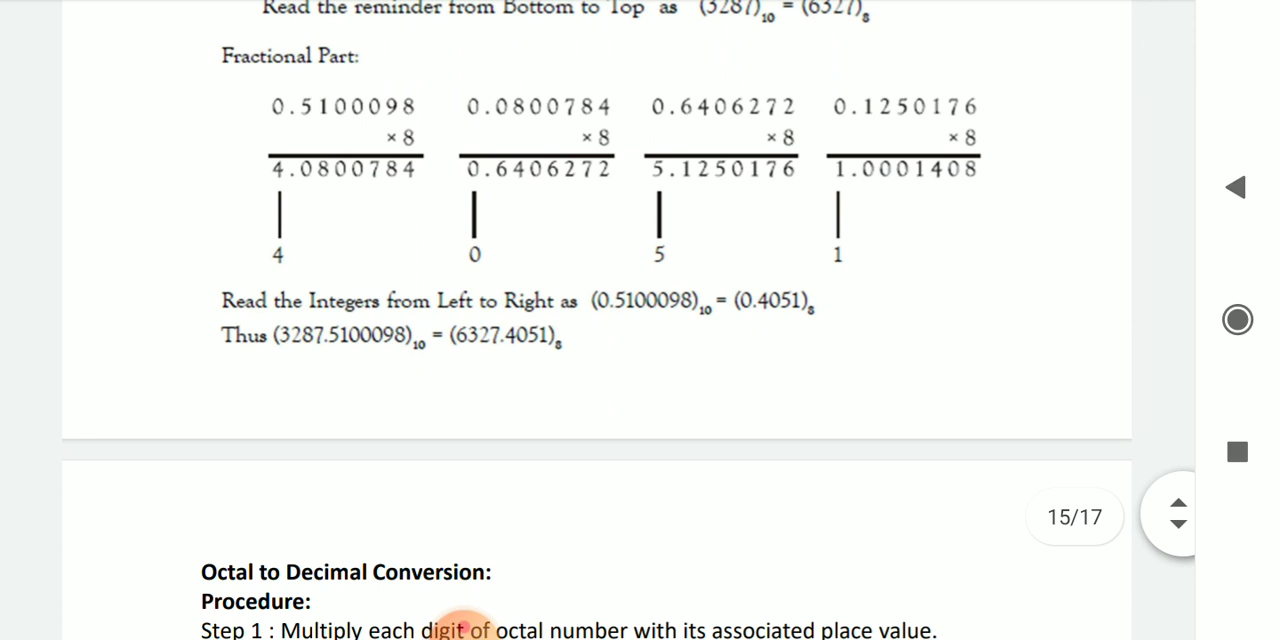 Read the reminder from Bottom to Top as (3287)10 = (6327)8
Fractional Part:
0.5100098 0.0800784 0.6406272 0.1250176
× 8 × 8 × 8 × 8
4.0800784 0.6406272 5.1250176 1.0001408
4 0 5 1
Read the Integers from Left to Right as (0.5100098)10 = (0.4051)8
Thus (3287.5100098)10 = (6327.4051)8
15/17
Octal to Decimal Conversion:
Procedure:
Step 1 : Multiply each digit of octal number with its associated place value.